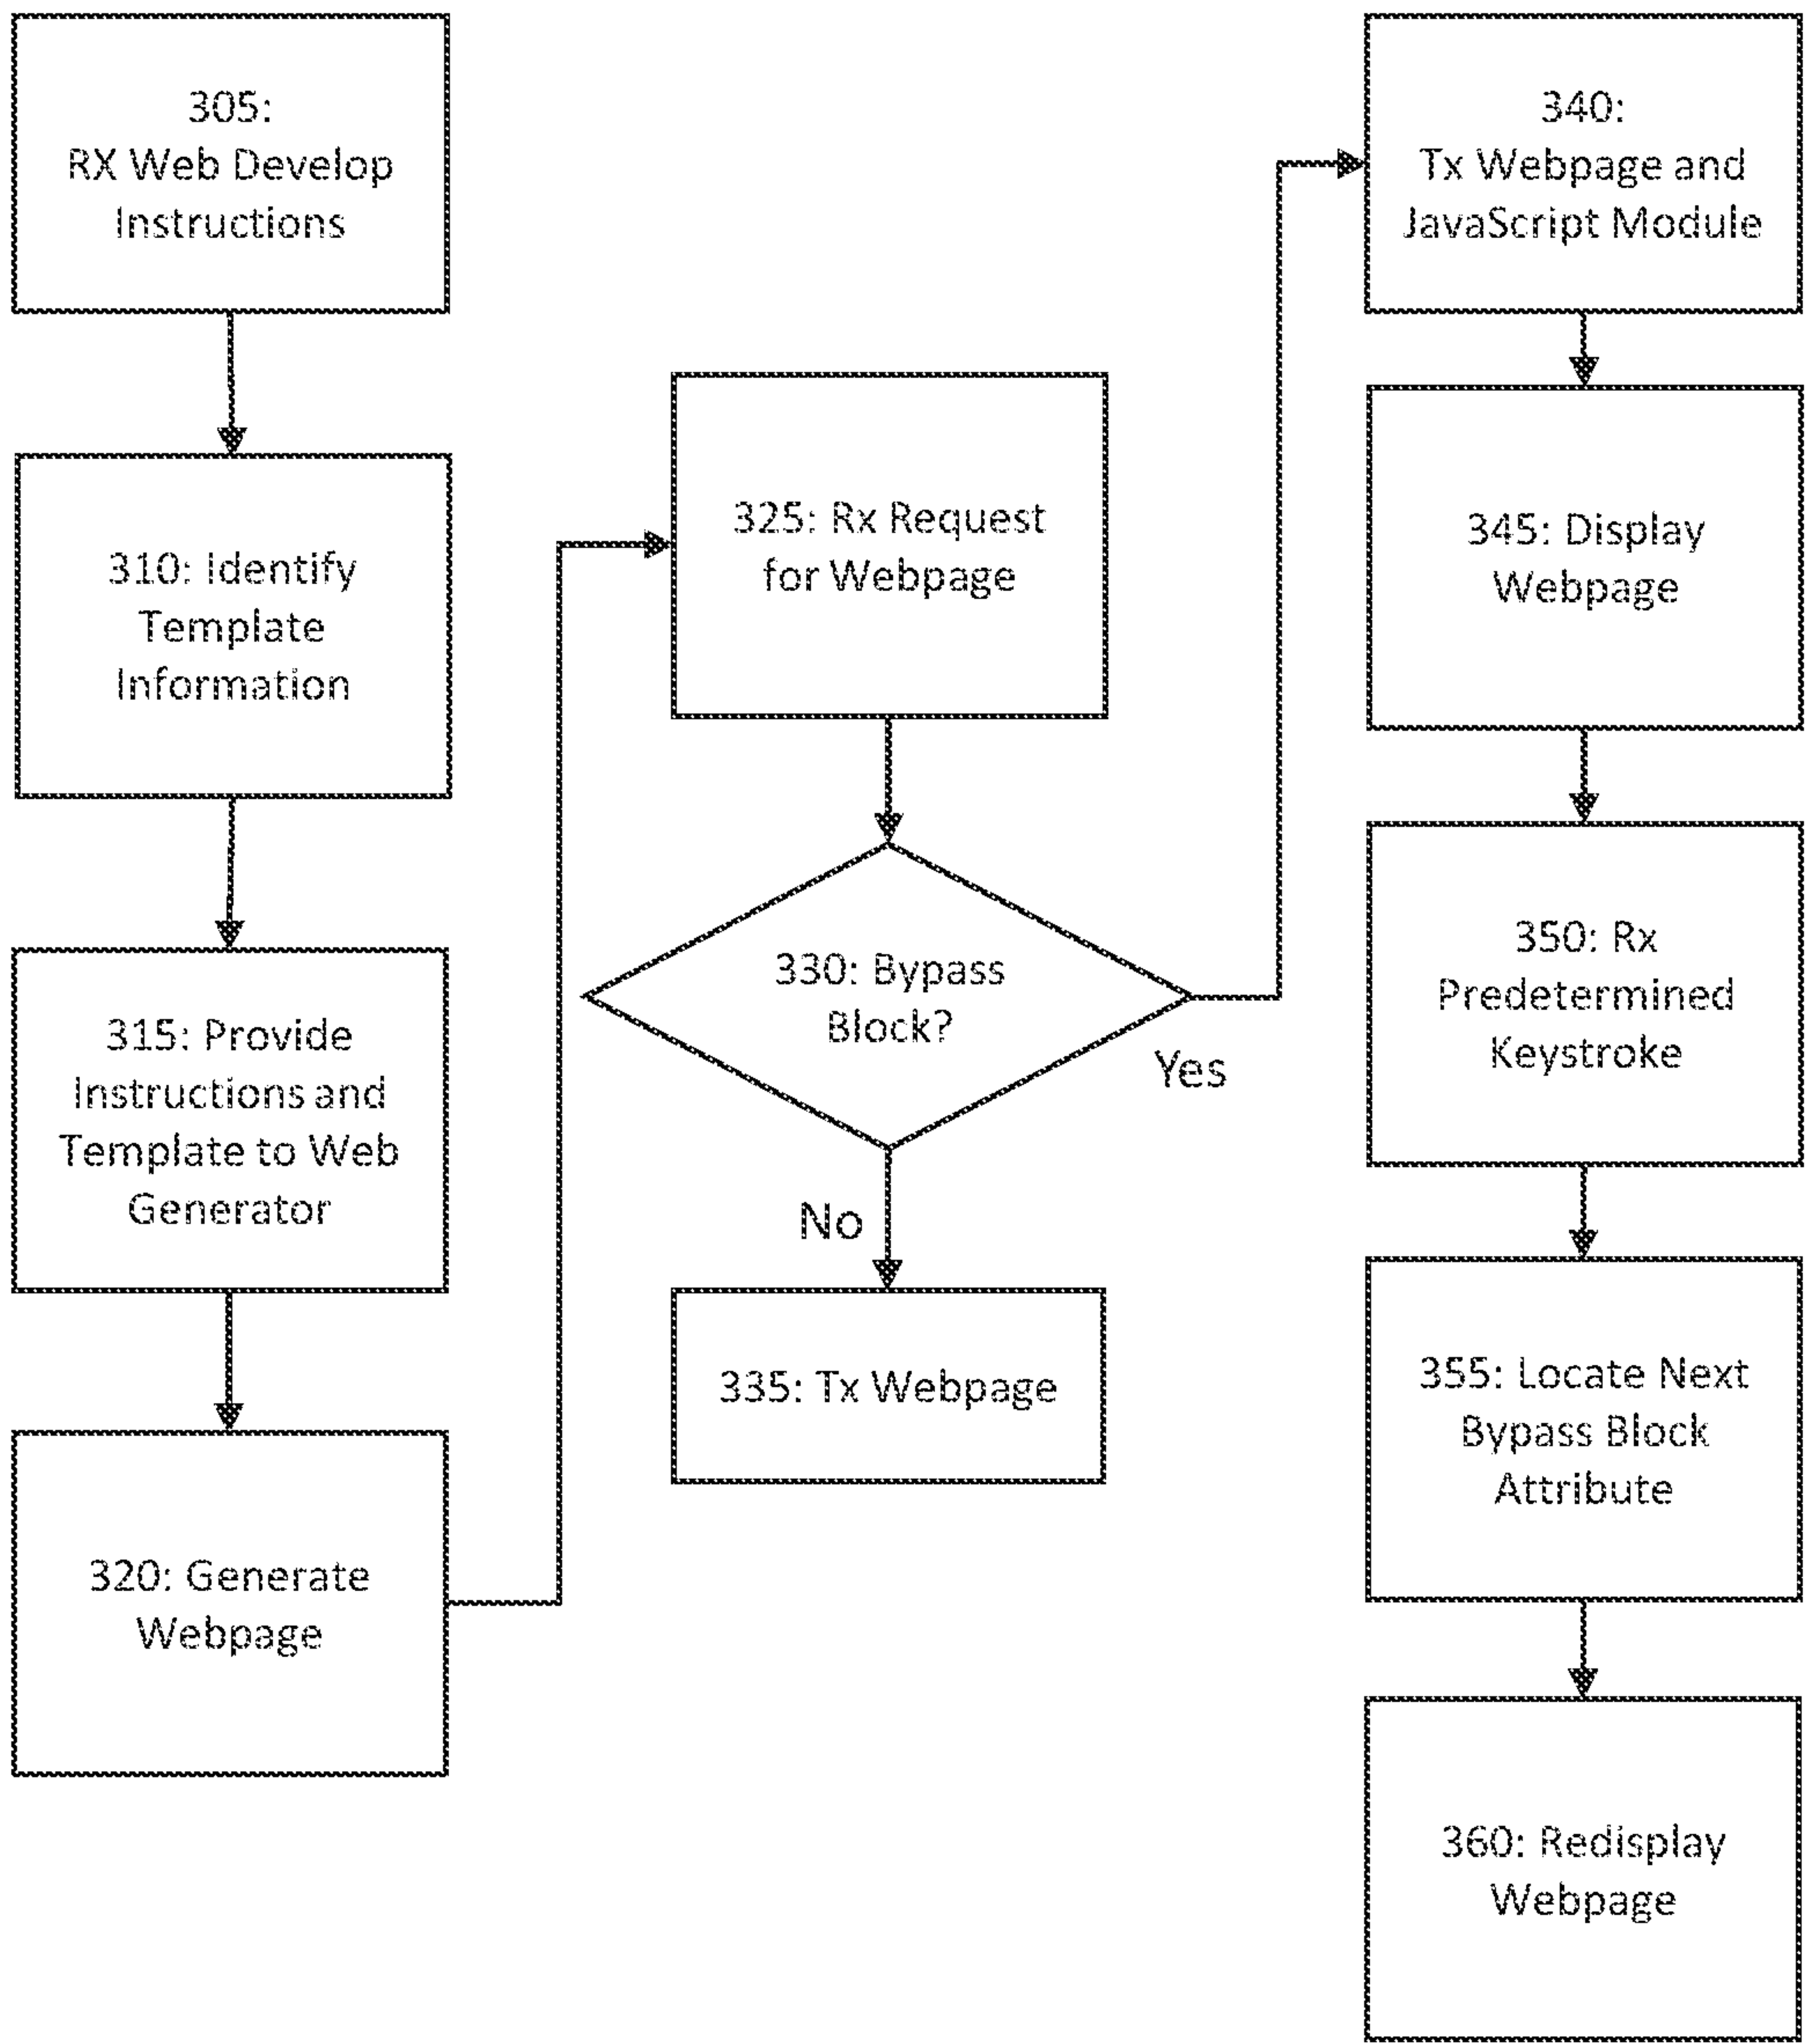 305:
RX Web Develop
Instructions
310: Identify
Template
Information
315: Provide
Instructions and
Template to Web
Generator
320: Generate
Webpage
325: Rx Request
for Webpage
330: Bypass
Block?
Yes
No
335: Tx Webpage
340:
Tx Webpage and
JavaScript Module
345: Display
Webpage
350: Rx
Predetermined
Keystroke
355: Locate Next
Bypass Block
Attribute
360: Redisplay
Webpage